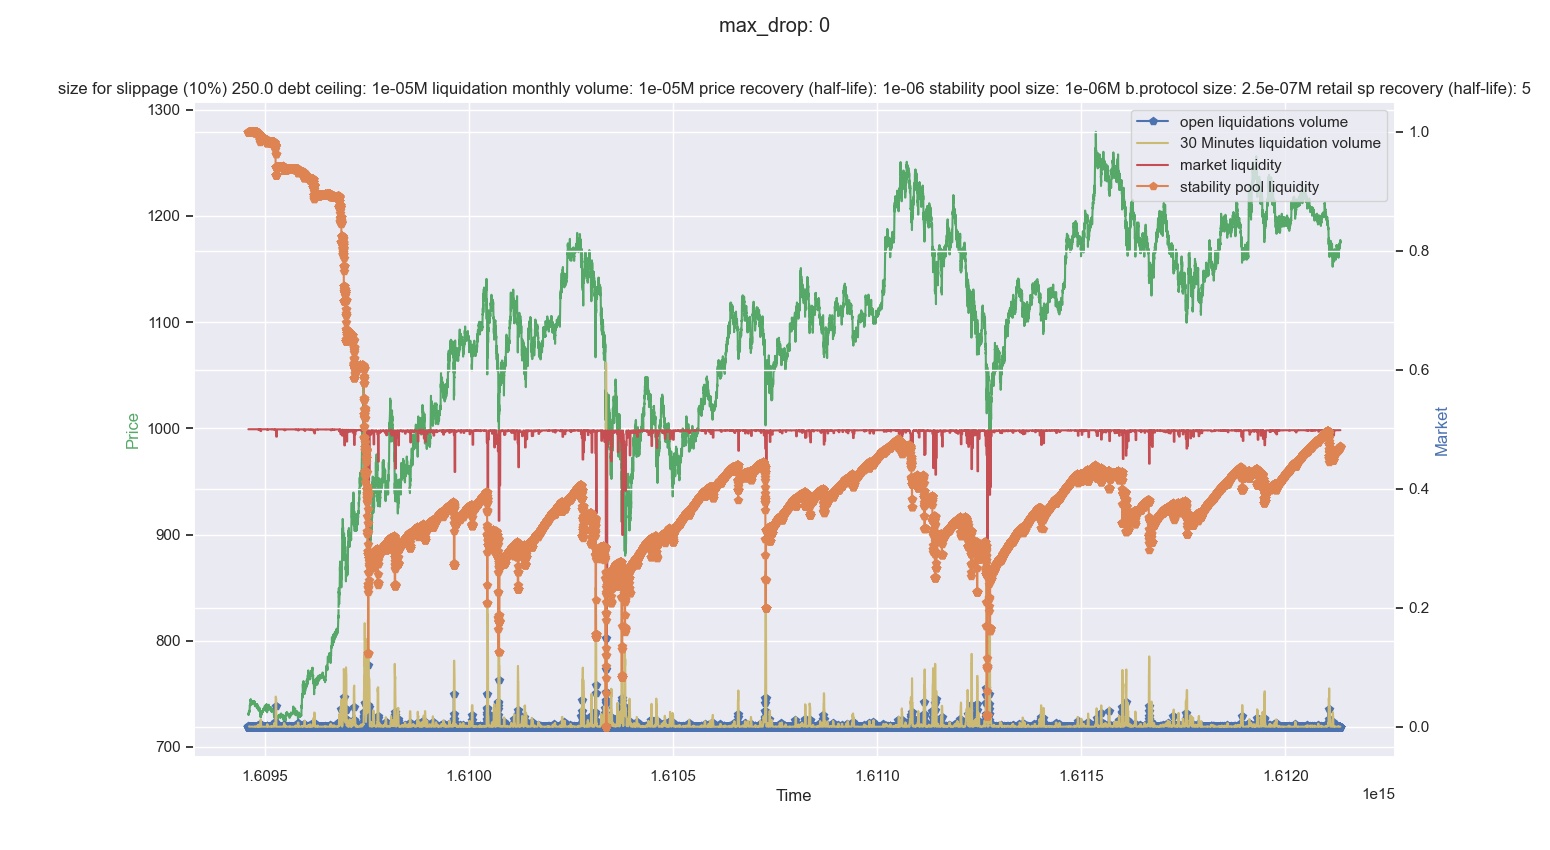 max_drop: 0
size for slippage (10%) 250.0 debt ceiling: 1e-05M liquidation monthly volume: 1e-05M price recovery (half-life): 1e-06 stability pool size: 1e-06M b.protocol size: 2.5e-07M retail sp recovery (half-life): 5
open liquidations volume
30 Minutes liquidation volume
market liquidity
stability pool liquidity
1300
1200
1100
1000
900
800
700
Price
1.0
0.8
0.6
0.4
0.2
0.0
Market
1.6095
1.6100
1.6105
1.6110
1.6115
1.6120
1e15
Time